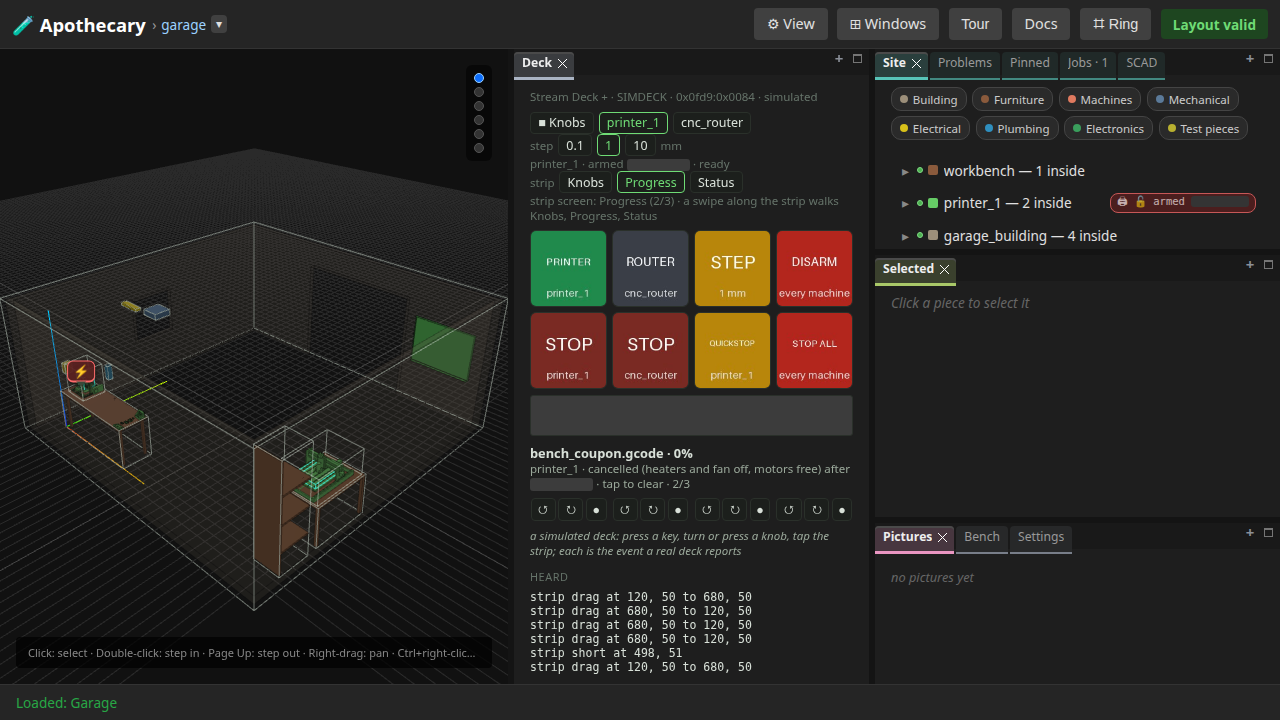 Apothecary › garage ▾
⚙ View
⊞ Windows
Tour
Docs
⌗ Ring
Layout valid
Deck
Stream Deck + · SIMDECK · 0x0fd9:0x0084 · simulated
■ Knobs printer_1 cnc_router
step 0.1 1 10 mm
printer_1 · armed · ready
strip Knobs Progress Status
strip screen: Progress (2/3) · a swipe along the strip walks
Knobs, Progress, Status
PRINTER ROUTER STEP DISARM
printer_1 cnc_router 1 mm every machine
STOP STOP QUICKSTOP STOP ALL
printer_1 cnc_router printer_1 every machine
bench_coupon.gcode · 0%
printer_1 · cancelled (heaters and fan off, motors free) after
· tap to clear · 2/3
a simulated deck: press a key, turn or press a knob, tap the
strip; each is the event a real deck reports
HEARD
strip drag at 120, 50 to 680, 50
strip drag at 680, 50 to 120, 50
strip drag at 680, 50 to 120, 50
strip drag at 680, 50 to 120, 50
strip short at 498, 51
strip drag at 120, 50 to 680, 50
Site Problems Pinned Jobs · 1 SCAD
Building Furniture Machines Mechanical
Electrical Plumbing Electronics Test pieces
workbench — 1 inside
printer_1 — 2 inside armed
garage_building — 4 inside
Selected
Click a piece to select it
Pictures Bench Settings
no pictures yet
Click: select · Double-click: step in · Page Up: step out · Right-drag: pan · Ctrl+right-clic...
Loaded: Garage